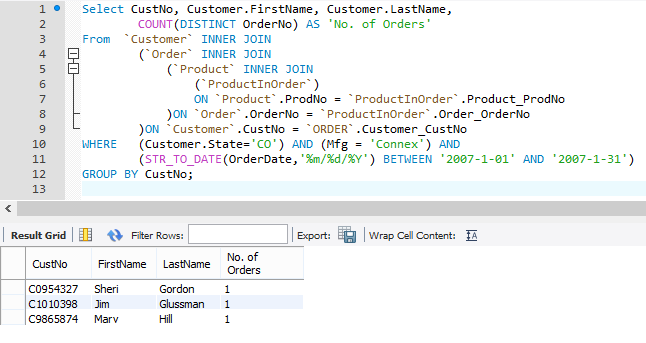 1 Select CustNo, Customer.FirstName, Customer.LastName,
2 COUNT(DISTINCT OrderNo) AS 'No. of Orders'
3 From `Customer` INNER JOIN
4 (`Order` INNER JOIN
5 (`Product` INNER JOIN
6 (`ProductInOrder`)
7 ON `Product`.ProdNo = `ProductInOrder`.Product_ProdNo
8 )ON `Order`.OrderNo = `ProductInOrder`.Order_OrderNo
9 )ON `Customer`.CustNo = `ORDER`.Customer_CustNo
10 WHERE (Customer.State='CO') AND (Mfg = 'Connex') AND
11 (STR_TO_DATE(OrderDate,'%m/%d/%Y') BETWEEN '2007-1-01' AND '2007-1-31')
12 GROUP BY CustNo;
13
Result Grid Filter Rows: Export: Wrap Cell Content: IA
CustNo FirstName LastName No. of
Orders
C0954327 Sheri Gordon 1
C1010398 Jim Glussman 1
C9865874 Mary Hill 1